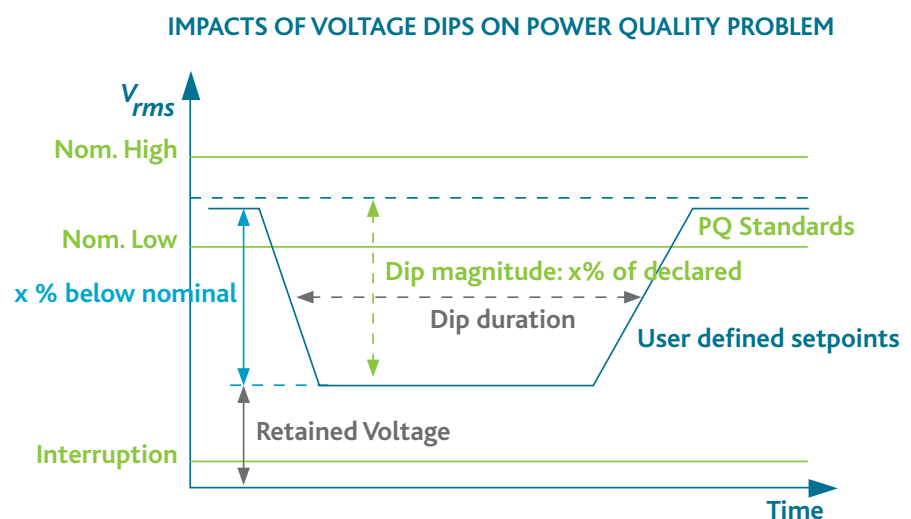 IMPACTS OF VOLTAGE DIPS ON POWER QUALITY PROBLEM
Vrms
Nom. High
Nom. Low
PQ Standards
Dip magnitude: x% of declared
x % below nominal
Dip duration
User defined setpoints
Retained Voltage
Interruption
Time